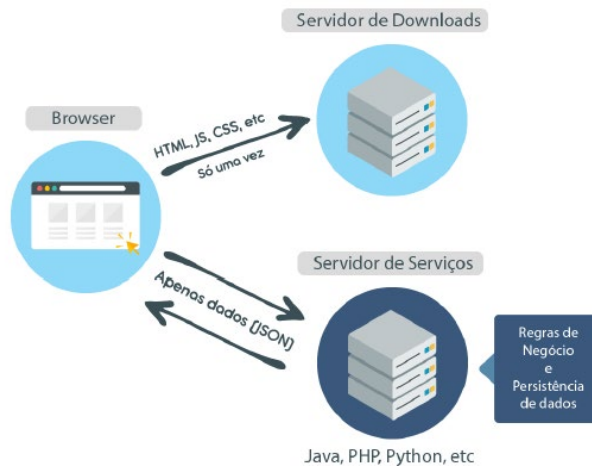 Servidor de Downloads
Browser
HTML, JS, CSS, etc
Só uma vez
Servidor de Serviços
Apenas dados (JSON)
Regras de
Negócio
e
Persistência
de dados
Java, PHP, Python, etc